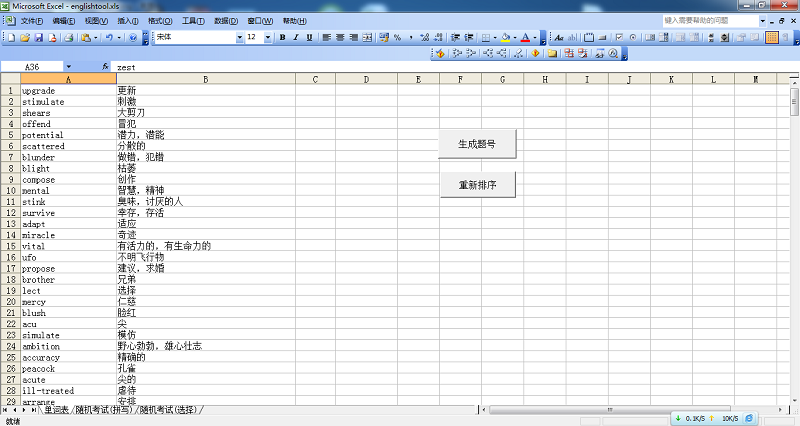 Microsoft Excel - englishtool.xls
文件(F) 编辑(E) 视图(V) 插入(I) 格式(O) 工具(T) 数据(D) 窗口(W) 帮助(H) 键入需要帮助的问题
宋体 12 B I U
A36 fx zest
A B C D E F G H I J K L M
1 upgrade 更新
2 stimulate 刺激
3 shears 大剪刀
4 offend 冒犯
5 potential 潜力，潜能
6 scattered 分散的
7 blunder 做错，犯错
8 blight 枯萎
9 compose 创作
10 mental 智慧，精神
11 stink 臭味，讨厌的人
12 survive 幸存，存活
13 adapt 适应
14 miracle 奇迹
15 vital 有活力的，有生命力的
16 ufo 不明飞行物
17 propose 建议，求婚
18 brother 兄弟
19 lect 选择
20 mercy 仁慈
21 blush 脸红
22 acu 尖
23 simulate 模仿
24 ambition 野心勃勃，雄心壮志
25 accuracy 精确的
26 peacock 孔雀
27 acute 尖的
28 ill-treated 虐待
29 arrange 安排
生成题号
重新排序
单词表 随机考试(拼写) 随机考试(选择)
就绪
0.1K/S 10K/S